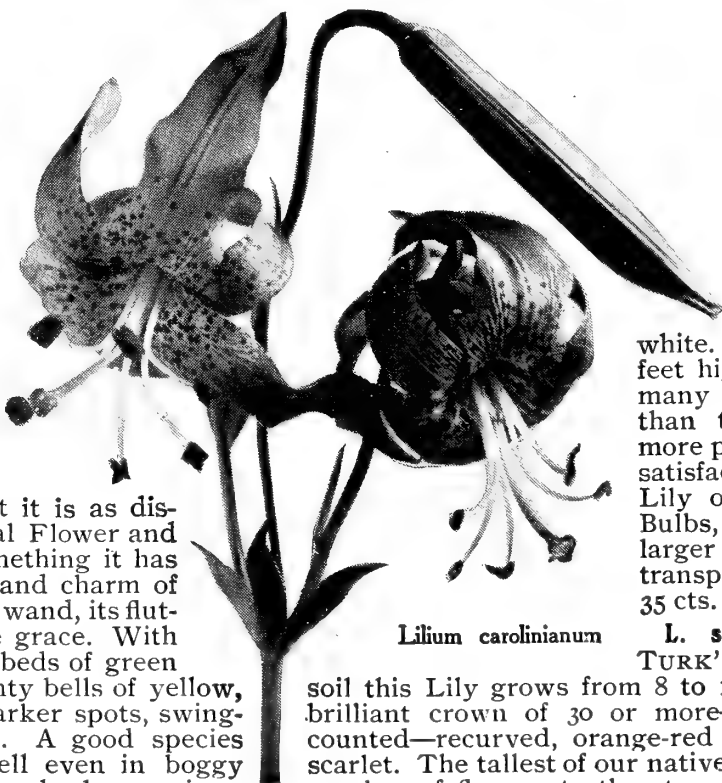 t it is as dis-
al Flower and
mething it has
and charm of
wand, its flut-
grace. With
beds of green
nty bells of yellow,
arker spots, swing-
. A good species
ell even in boggy
Lilium carolinianum
white.
feet hi
many
than t
more p
satisfa
Lily o
Bulbs,
larger
transp
35 cts.
L. s
TURK'
soil this Lily grows from 8 to
brilliant crown of 30 or more
counted—recurved, orange-red
scarlet. The tallest of our native